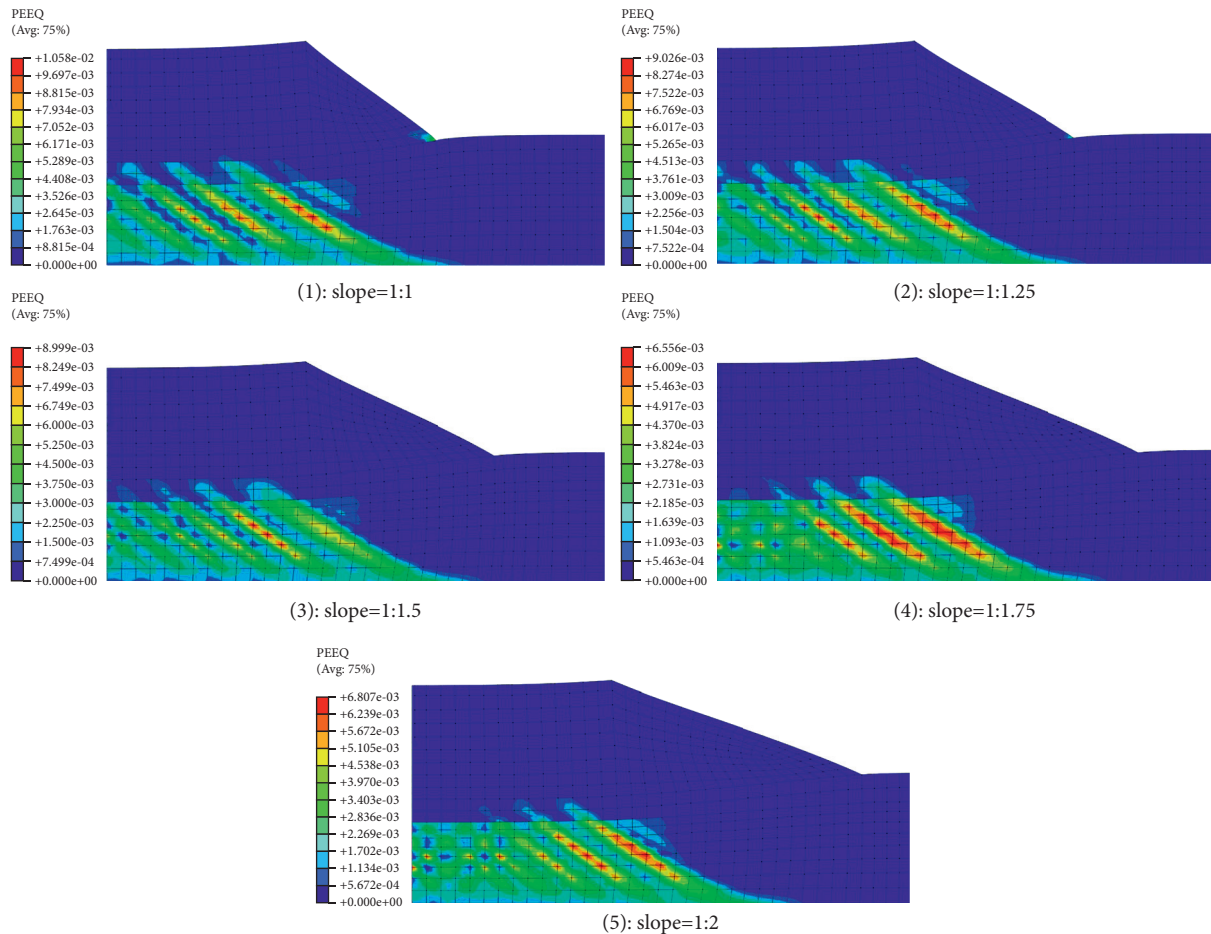 PEEQ
(Avg: 75%)
+1.058e-02
+9.697e-03
+8.815e-03
+7.934e-03
+7.052e-03
+6.171e-03
+5.289e-03
+4.408e-03
+3.526e-03
+2.645e-03
+1.763e-03
+8.815e-04
+0.000e+00
(1): slope=1:1
PEEQ
(Avg: 75%)
+9.026e-03
+8.274e-03
+7.522e-03
+6.769e-03
+6.017e-03
+5.265e-03
+4.513e-03
+3.761e-03
+3.009e-03
+2.256e-03
+1.504e-03
+7.522e-04
+0.000e+00
(2): slope=1:1.25
PEEQ
(Avg: 75%)
+8.999e-03
+8.249e-03
+7.499e-03
+6.749e-03
+6.000e-03
+5.250e-03
+4.500e-03
+3.750e-03
+3.000e-03
+2.250e-03
+1.500e-03
+7.499e-04
+0.000e+00
(3): slope=1:1.5
PEEQ
(Avg: 75%)
+6.556e-03
+6.009e-03
+5.463e-03
+4.917e-03
+4.370e-03
+3.824e-03
+3.278e-03
+2.731e-03
+2.185e-03
+1.639e-03
+1.093e-03
+5.463e-04
+0.000e+00
(4): slope=1:1.75
PEEQ
(Avg: 75%)
+6.807e-03
+6.239e-03
+5.672e-03
+5.105e-03
+4.538e-03
+3.970e-03
+3.403e-03
+2.836e-03
+2.269e-03
+1.702e-03
+1.134e-03
+5.672e-04
+0.000e+00
(5): slope=1:2